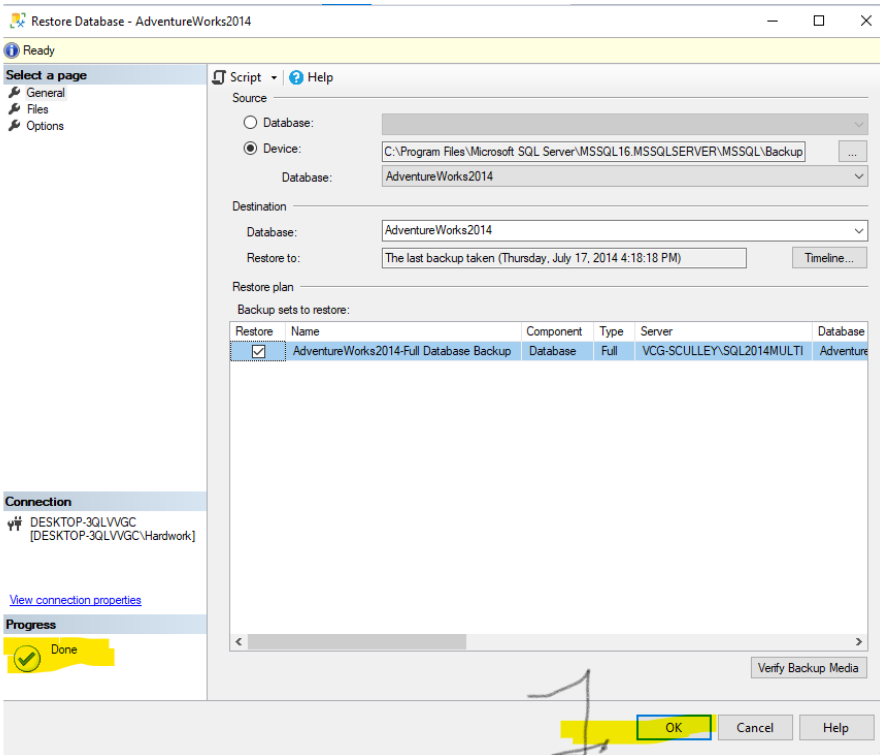 Restore Database - AdventureWorks2014
Ready
Select a page
General
Files
Options
Script
Help
Source
Database:
Device:
C:\Program Files\Microsoft SQL Server\MSSQL16.MSSQLSERVER\MSSQL\Backup
...
Database:
AdventureWorks2014
Destination
Database:
AdventureWorks2014
Restore to:
The last backup taken (Thursday, July 17, 2014 4:18:18 PM)
Timeline...
Restore plan
Backup sets to restore:
Restore Name Component Type Server Database
AdventureWorks2014-Full Database Backup Database Full VCG-SCULLEY\SQL2014MULTI Adventure
Connection
DESKTOP-3QLVVGC
[DESKTOP-3QLVVGC\Hardwork]
View connection properties
Progress
Done
Verify Backup Media
OK Cancel Help